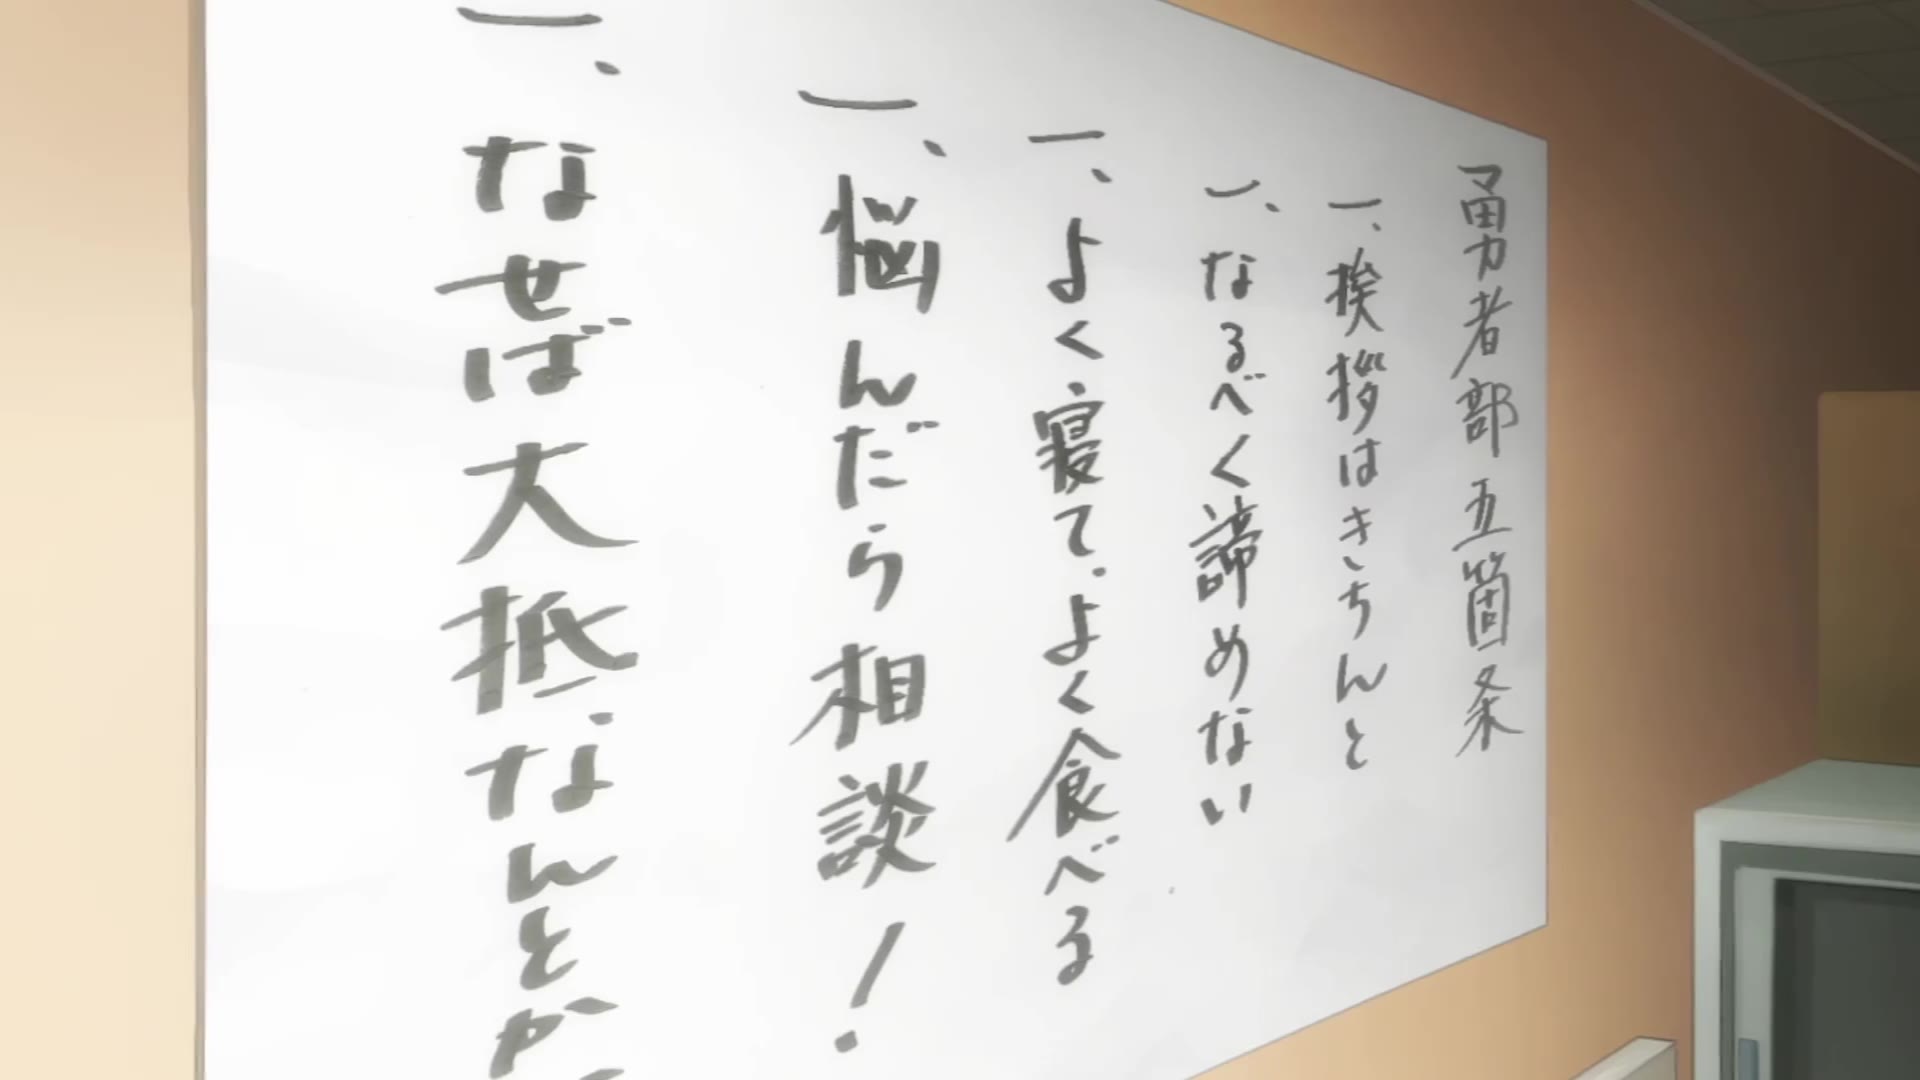 勇者部五箇条
一、挨拶はきちんと
一、なるべく諦めない
一、よく寝て、よく食べる
一、悩んだら相談！
一、なせば大抵なんとか